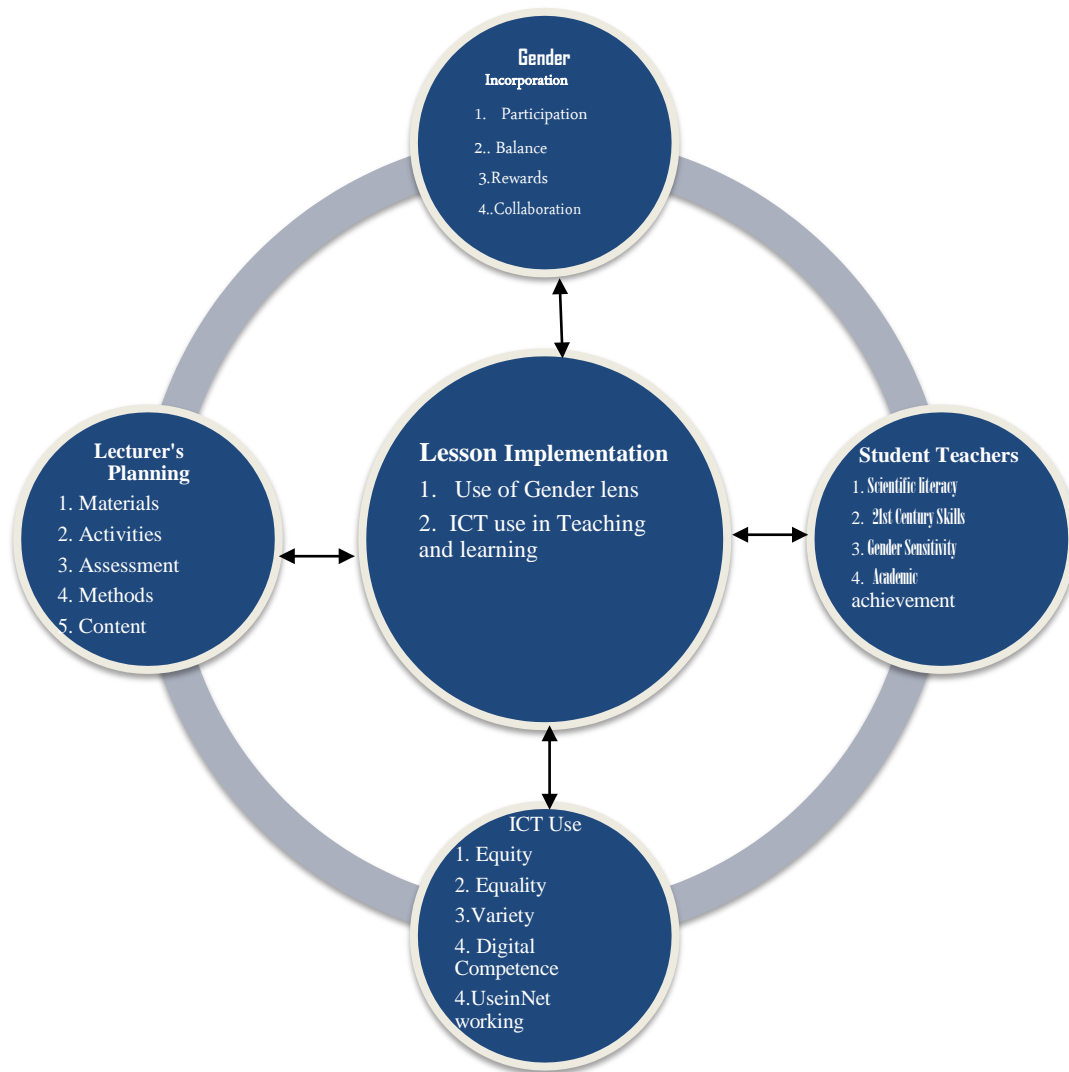 Gender
Incorporation
1. Participation
2.. Balance
3.Rewards
4..Collaboration
Lecturer's
Planning
1. Materials
2. Activities
3. Assessment
4. Methods
5. Content
Lesson Implementation
1. Use of Gender lens
2. ICT use in Teaching
and learning
Student Teachers
1. Scientific literacy
2. 21st Century Skills
3. Gender Sensitivity
4. Academic
achievement
ICT Use
1. Equity
2. Equality
3.Variety
4. Digital
Competence
4.UseinNet
working